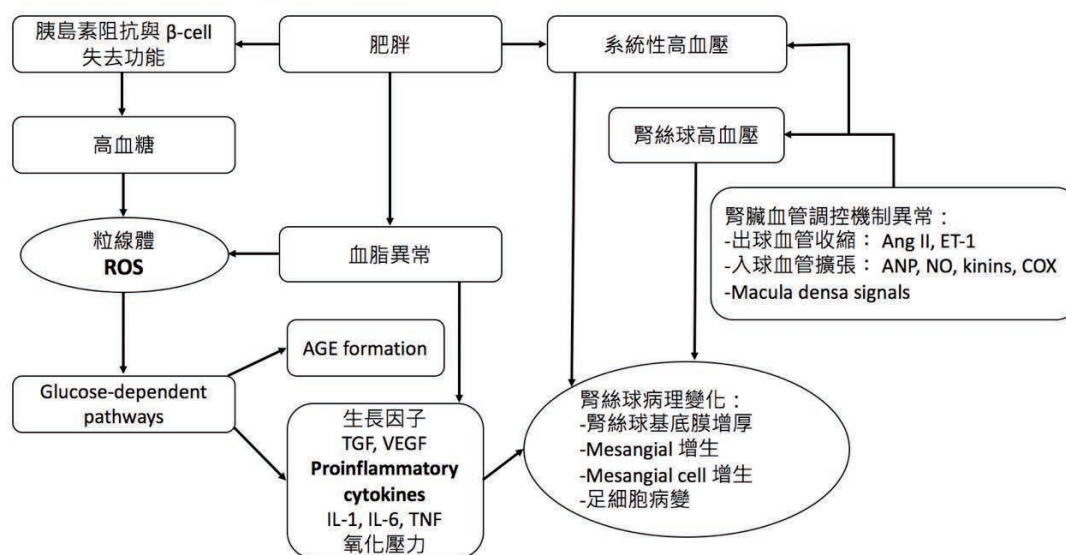 胰島素阻抗與 β-cell
失去功能
肥胖
系統性高血壓
高血糖
腎絲球高血壓
粒線體
ROS
血脂異常
腎臟血管調控機制異常：
-出球血管收縮： Ang II, ET-1
-入球血管擴張： ANP, NO, kinins, COX
-Macula densa signals
AGE formation
Glucose-dependent
pathways
生長因子
TGF, VEGF
Proinflammatory
cytokines
IL-1, IL-6, TNF
氧化壓力
腎絲球病理變化：
-腎絲球基底膜增厚
-Mesangial 增生
-Mesangial cell 增生
-足細胞病變